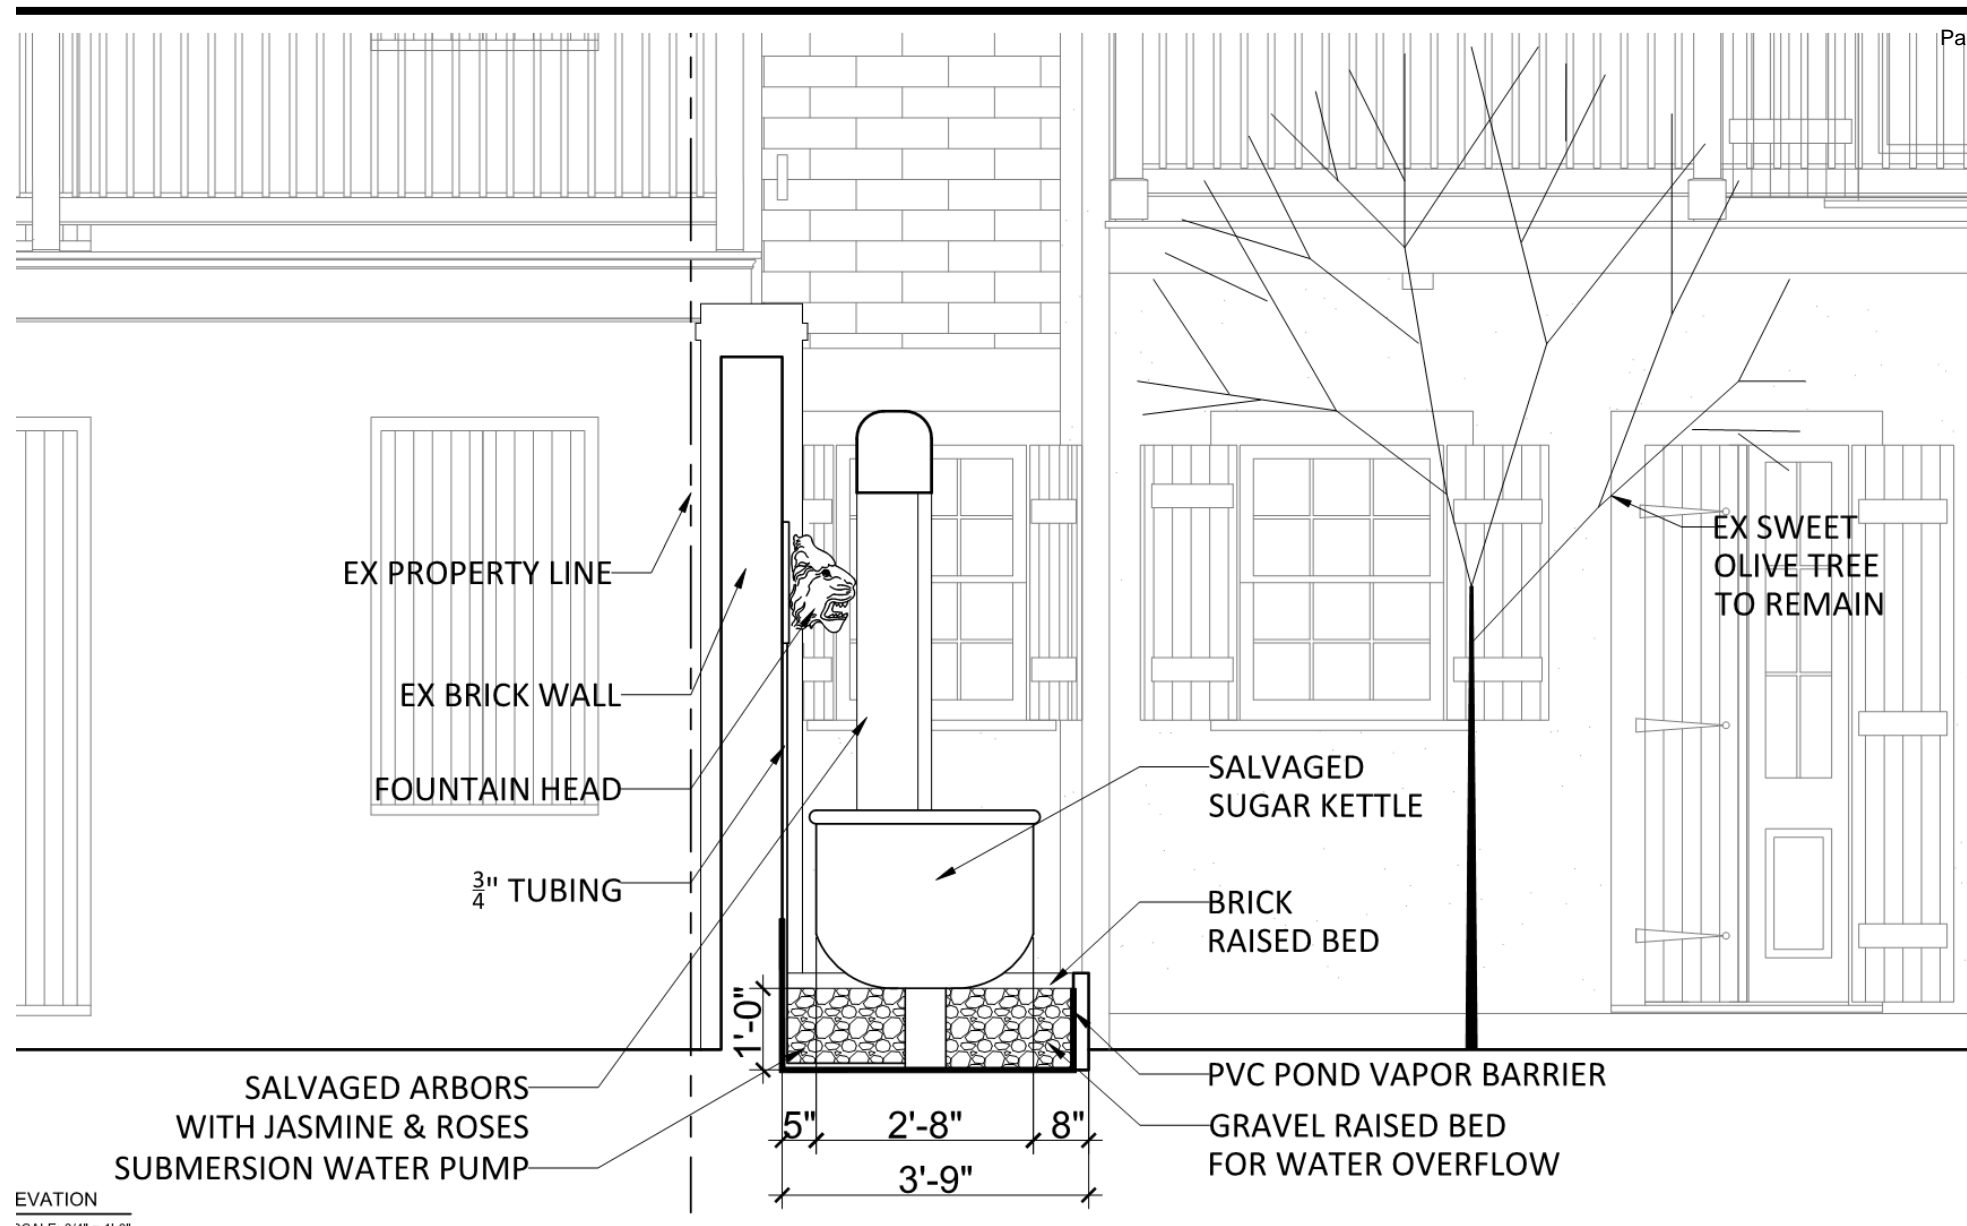 Pa
EX PROPERTY LINE
EX SWEET
OLIVE TREE
TO REMAIN
EX BRICK WALL
FOUNTAIN HEAD
SALVAGED
SUGAR KETTLE
3/4" TUBING
BRICK
RAISED BED
1'-0"
SALVAGED ARBORS
WITH JASMINE & ROSES
SUBMERSION WATER PUMP
PVC POND VAPOR BARRIER
GRAVEL RAISED BED
FOR WATER OVERFLOW
5"
2'-8"
8"
3'-9"
EVATION